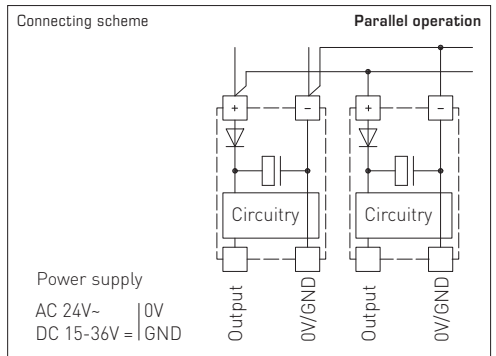 Connecting scheme
Parallel operation
+
–
+
–
Circuitry
Circuitry
Output
0V/GND
Output
0V/GND
Power supply
AC 24V~ | 0V
DC 15-36V = | GND